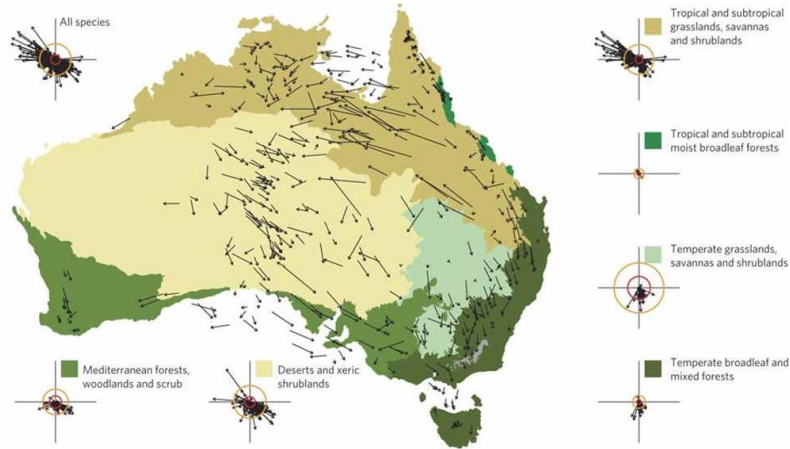 All species
Tropical and subtropical
grasslands, savannas
and shrublands
Tropical and subtropical
moist broadleaf forests
Temperate grasslands,
savannas and shrublands
Mediterranean forests,
woodlands and scrub
Deserts and xeric
shrublands
Temperate broadleaf and
mixed forests